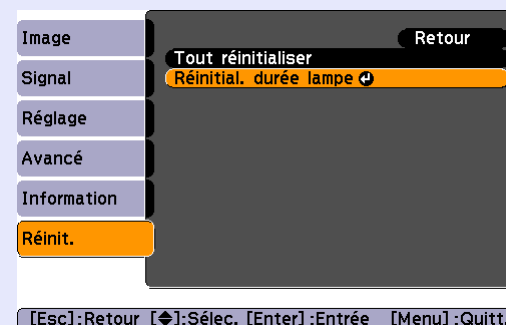 Image
Signal
Réglage
Avancé
Information
Réinit.
Retour
Tout réinitialiser
Réinitial. durée lampe
[Esc]:Retour [◆]:Sélec. [Enter]:Entrée [Menu]:Quitt.